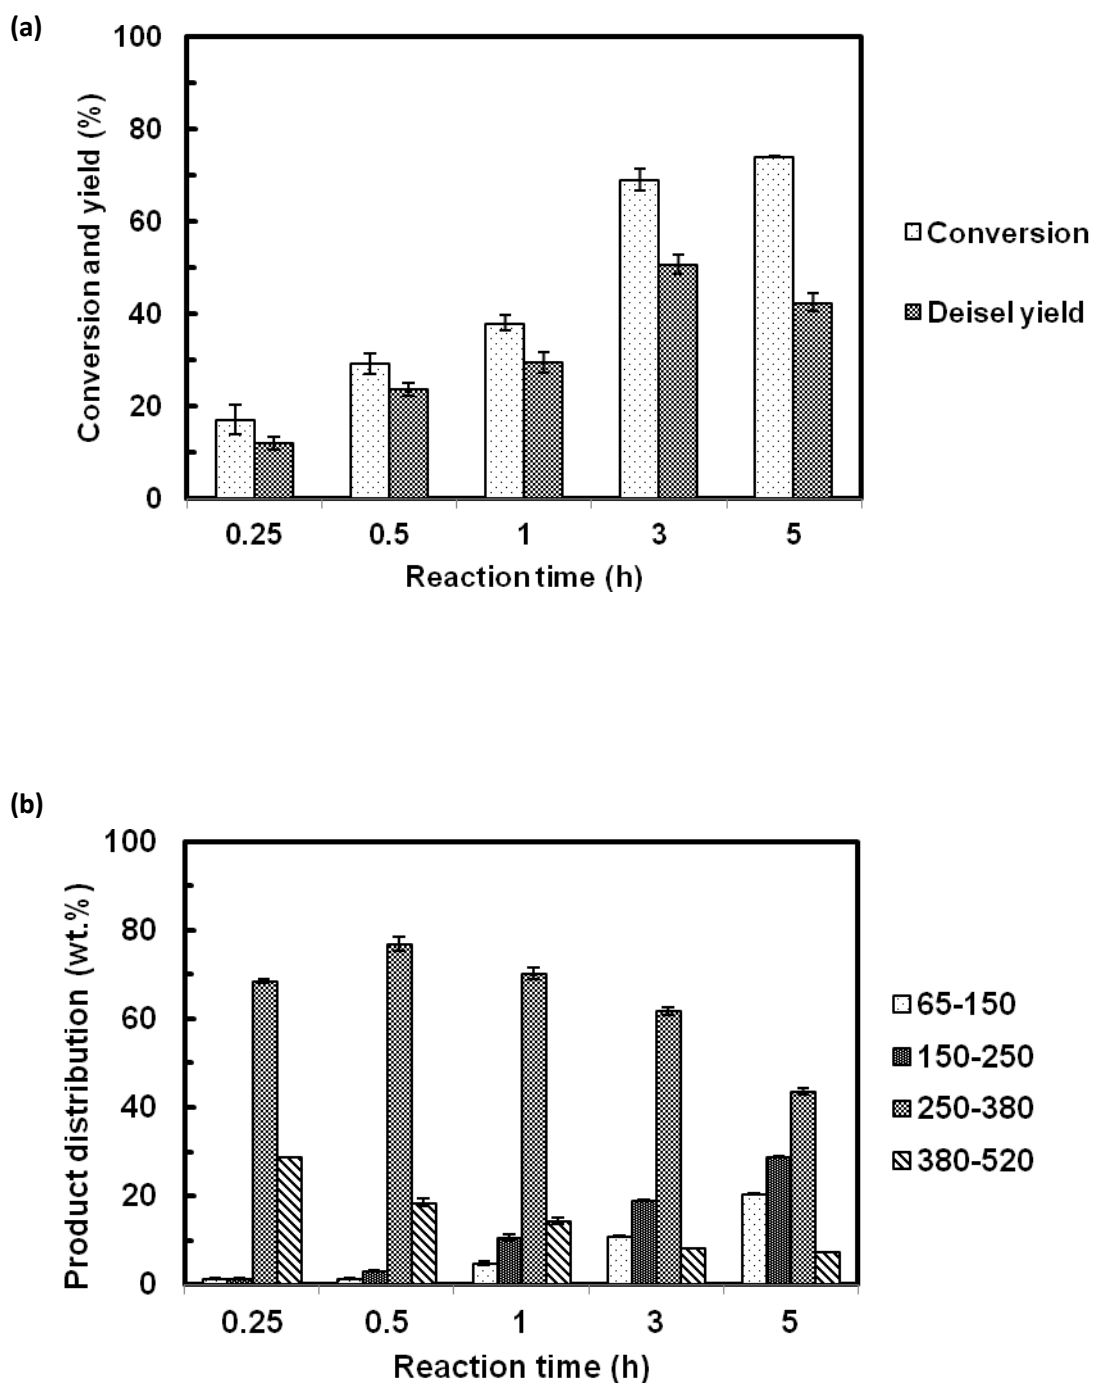 (a)
Conversion and yield (%)
100
80
60
40
20
0
0.25 0.5 1 3 5
Reaction time (h)
Conversion
Deisel yield
(b)
Product distribution (wt.%)
100
80
60
40
20
0
0.25 0.5 1 3 5
Reaction time (h)
65-150
150-250
250-380
380-520